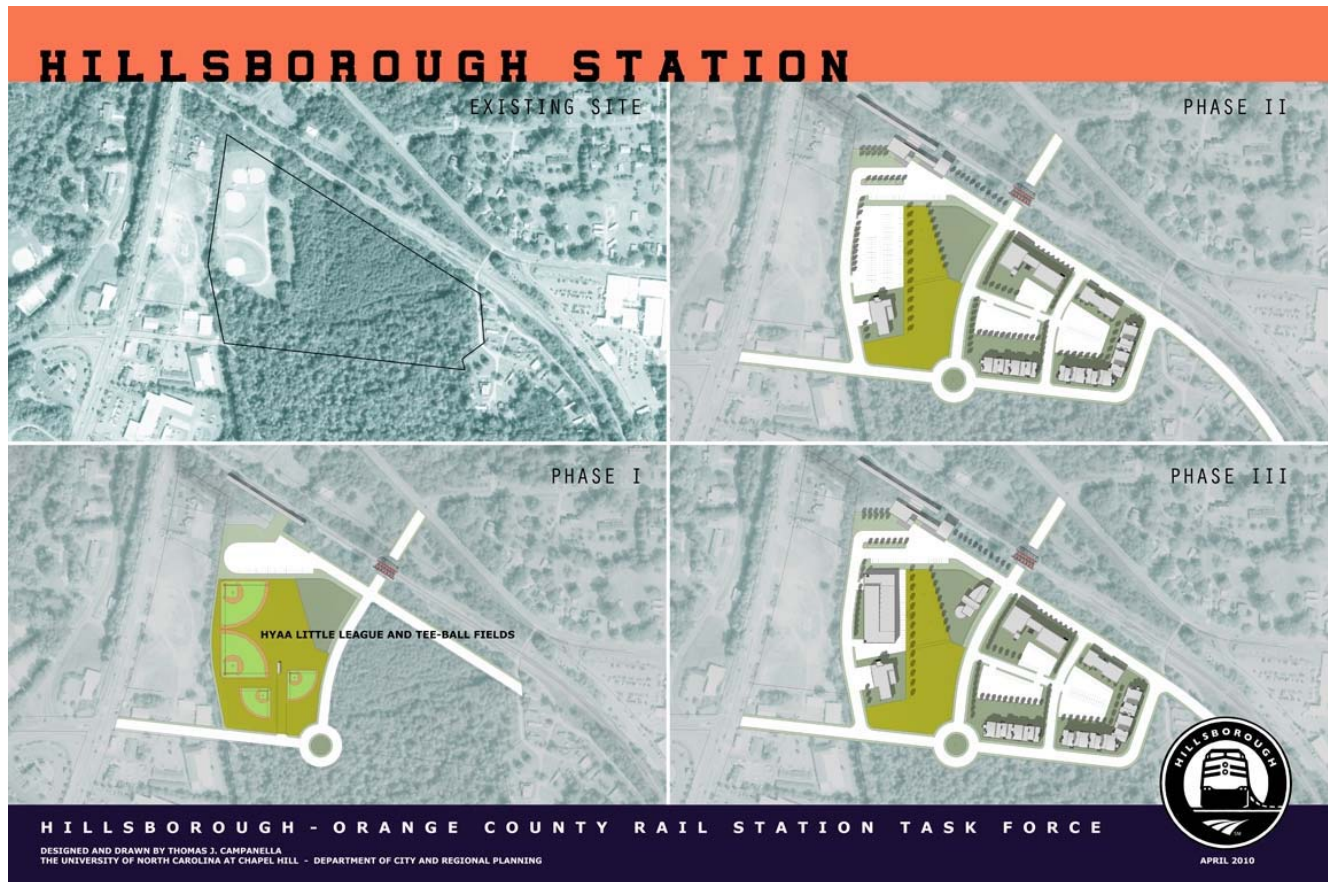 HILLSBOROUGH STATION
EXISTING SITE
PHASE II
PHASE I
HYAA LITTLE LEAGUE AND TEE-BALL FIELDS
PHASE III
HILLSBOROUGH
SM
HILLSBOROUGH - ORANGE COUNTY RAIL STATION TASK FORCE
DESIGNED AND DRAWN BY THOMAS J. CAMPANELLA
THE UNIVERSITY OF NORTH CAROLINA AT CHAPEL HILL - DEPARTMENT OF CITY AND REGIONAL PLANNING
APRIL 2010